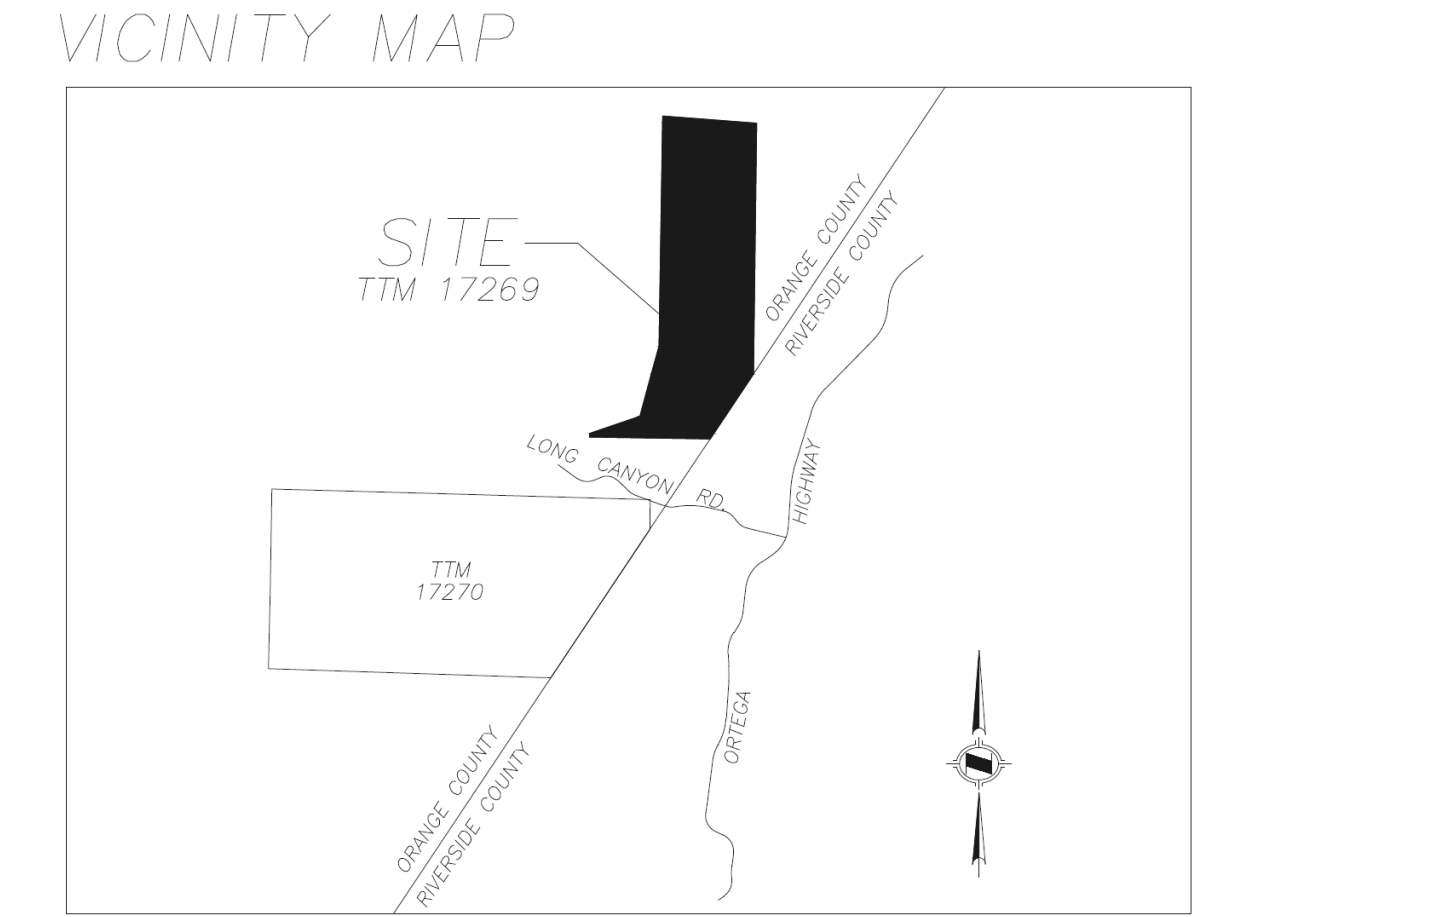 VICINITY MAP
SITE
TTM 17269
ORANGE COUNTY
RIVERSIDE COUNTY
LONG CANYON RD.
HIGHWAY
TTM
17270
ORTEGA
ORANGE COUNTY
RIVERSIDE COUNTY
N